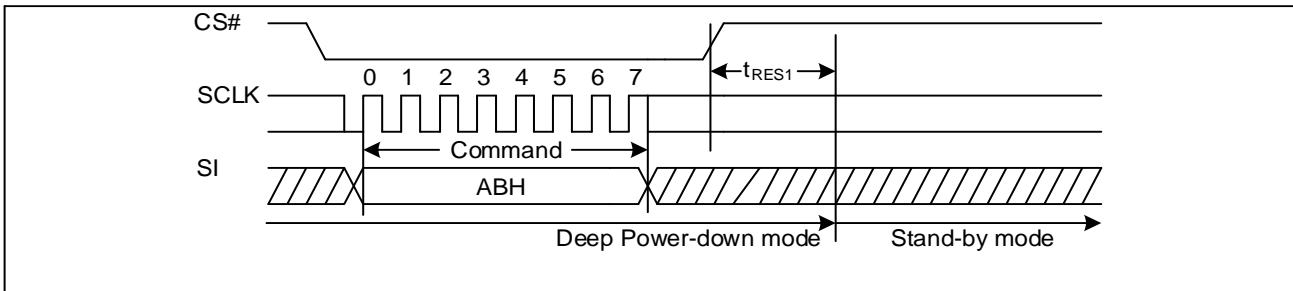 CS#
tRES1
0 1 2 3 4 5 6 7
SCLK
Command
SI
ABH
Deep Power-down mode Stand-by mode